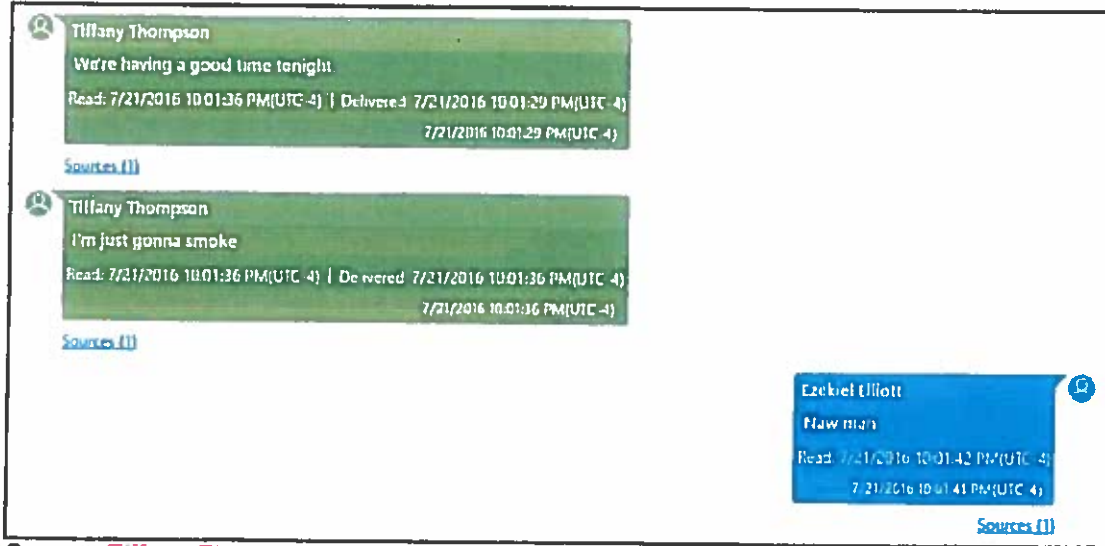 Tiffany Thompson
We're having a good time tonight.
Read: 7/21/2016 10:01:36 PM(UTC-4) | Delivered: 7/21/2016 10:01:29 PM(UTC-4)
7/21/2016 10:01:29 PM(UTC-4)
Sources (1)
Tiffany Thompson
I'm just gonna smoke
Read: 7/21/2016 10:01:36 PM(UTC-4) | Delivered: 7/21/2016 10:01:36 PM(UTC-4)
7/21/2016 10:01:36 PM(UTC-4)
Sources (1)
Ezekiel Elliott
Naw man
Read: 7/21/2016 10:01:42 PM(UTC-4)
7/21/2016 10:01:41 PM(UTC-4)
Sources (1)